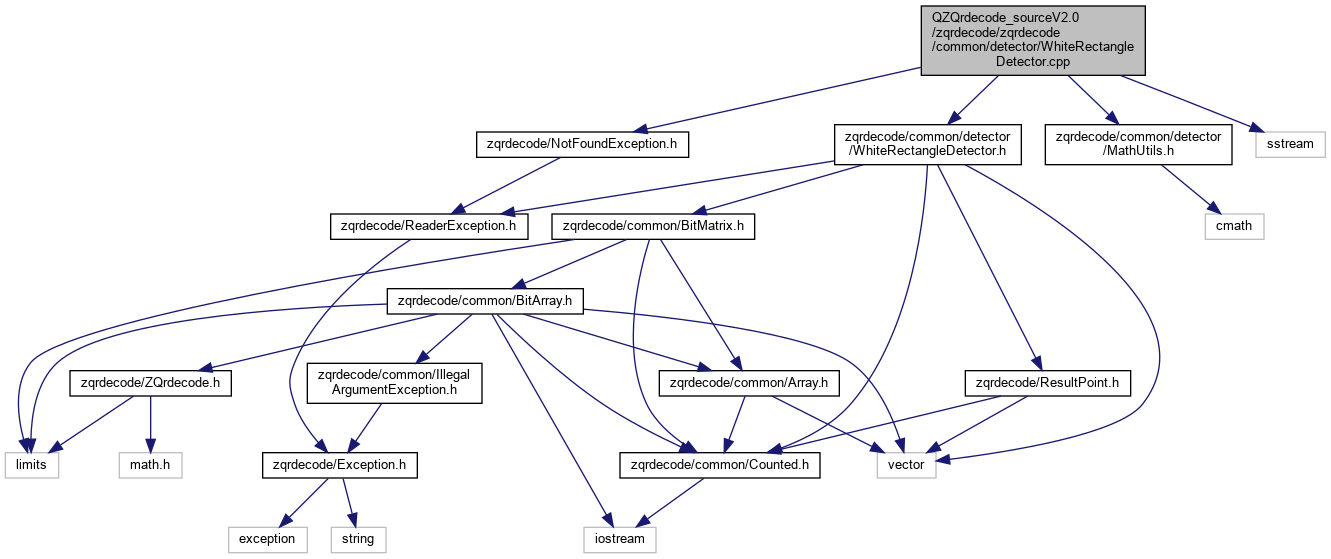 QZQrdecode_sourceV2.0
/zqrdecode/zqrdecode
/common/detector/WhiteRectangle
Detector.cpp
zqrdecode/NotFoundException.h
zqrdecode/common/detector
/WhiteRectangleDetector.h
zqrdecode/common/detector
/MathUtils.h
sstream
zqrdecode/ReaderException.h
zqrdecode/common/BitMatrix.h
cmath
zqrdecode/common/BitArray.h
zqrdecode/ZQrdecode.h
zqrdecode/common/Illegal
ArgumentException.h
zqrdecode/common/Array.h
zqrdecode/ResultPoint.h
limits
math.h
zqrdecode/Exception.h
zqrdecode/common/Counted.h
vector
exception
string
iostream